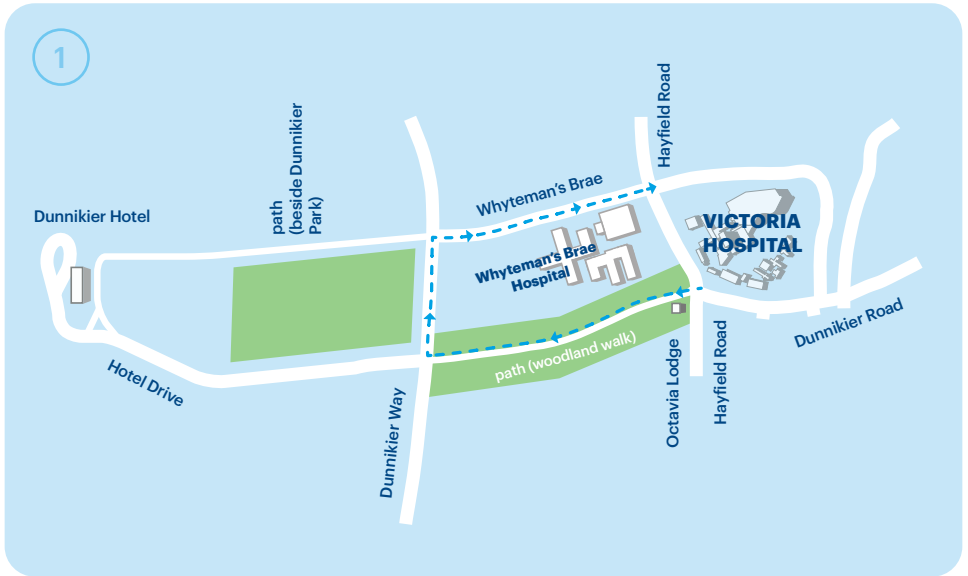 1
path
(beside Dunnikier
Park)
Hayfield Road
Dunnikier Hotel
Whyteman's Brae
VICTORIA
HOSPITAL
Whyteman's Brae
Hospital
Dunnikier Road
path (woodland walk)
Hotel Drive
Dunnikier Way
Octavia Lodge
Hayfield Road